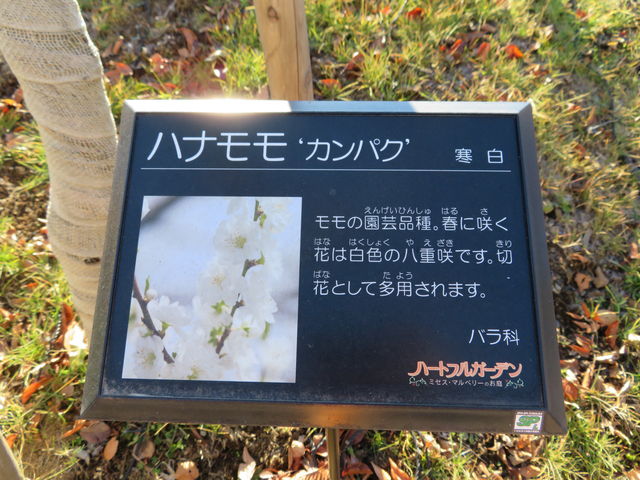 ハナモモ ‘カンパク’ 寒白
えんげいひんしゅ はる さ
モモの園芸品種。春に咲く
はな はくしょく や え ざき きり
花は白色の八重咲です。切
ばな た よう
花として多用されます。
バラ科
ハートフルガーデン
ミセス・マルベリーのお庭